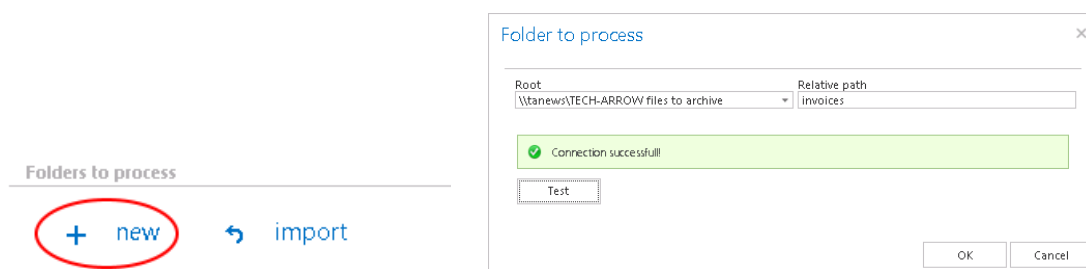 Folders to process
+ new import
Folder to process
Root Relative path
\\tanews\TECH-ARROW files to archive invoices
Connection successfull!
Test
OK Cancel